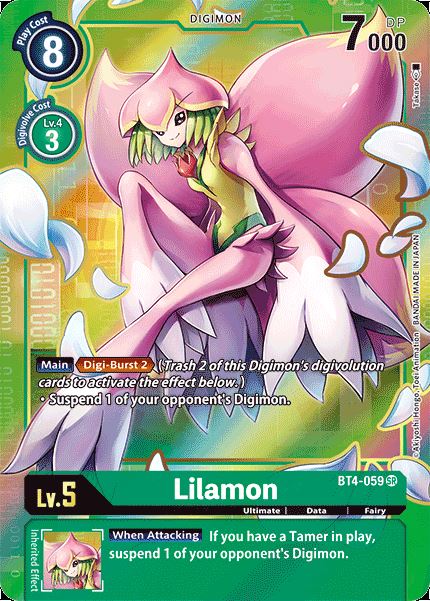 Play Cost
8
DIGIMON
7000
DP
Digivolve Cost
Lv.4
3
Takase
Main Digi-Burst 2 (Trash 2 of this Digimon's digivolution
cards to activate the effect below.)
• Suspend 1 of your opponent's Digimon.
©Akiyoshi Hongo, Toei Animation BANDAI MADE IN JAPAN
Lv.5
Lilamon
BT4-059 SR
Ultimate | Data | Fairy
Inherited Effect
When Attacking If you have a Tamer in play,
suspend 1 of your opponent's Digimon.